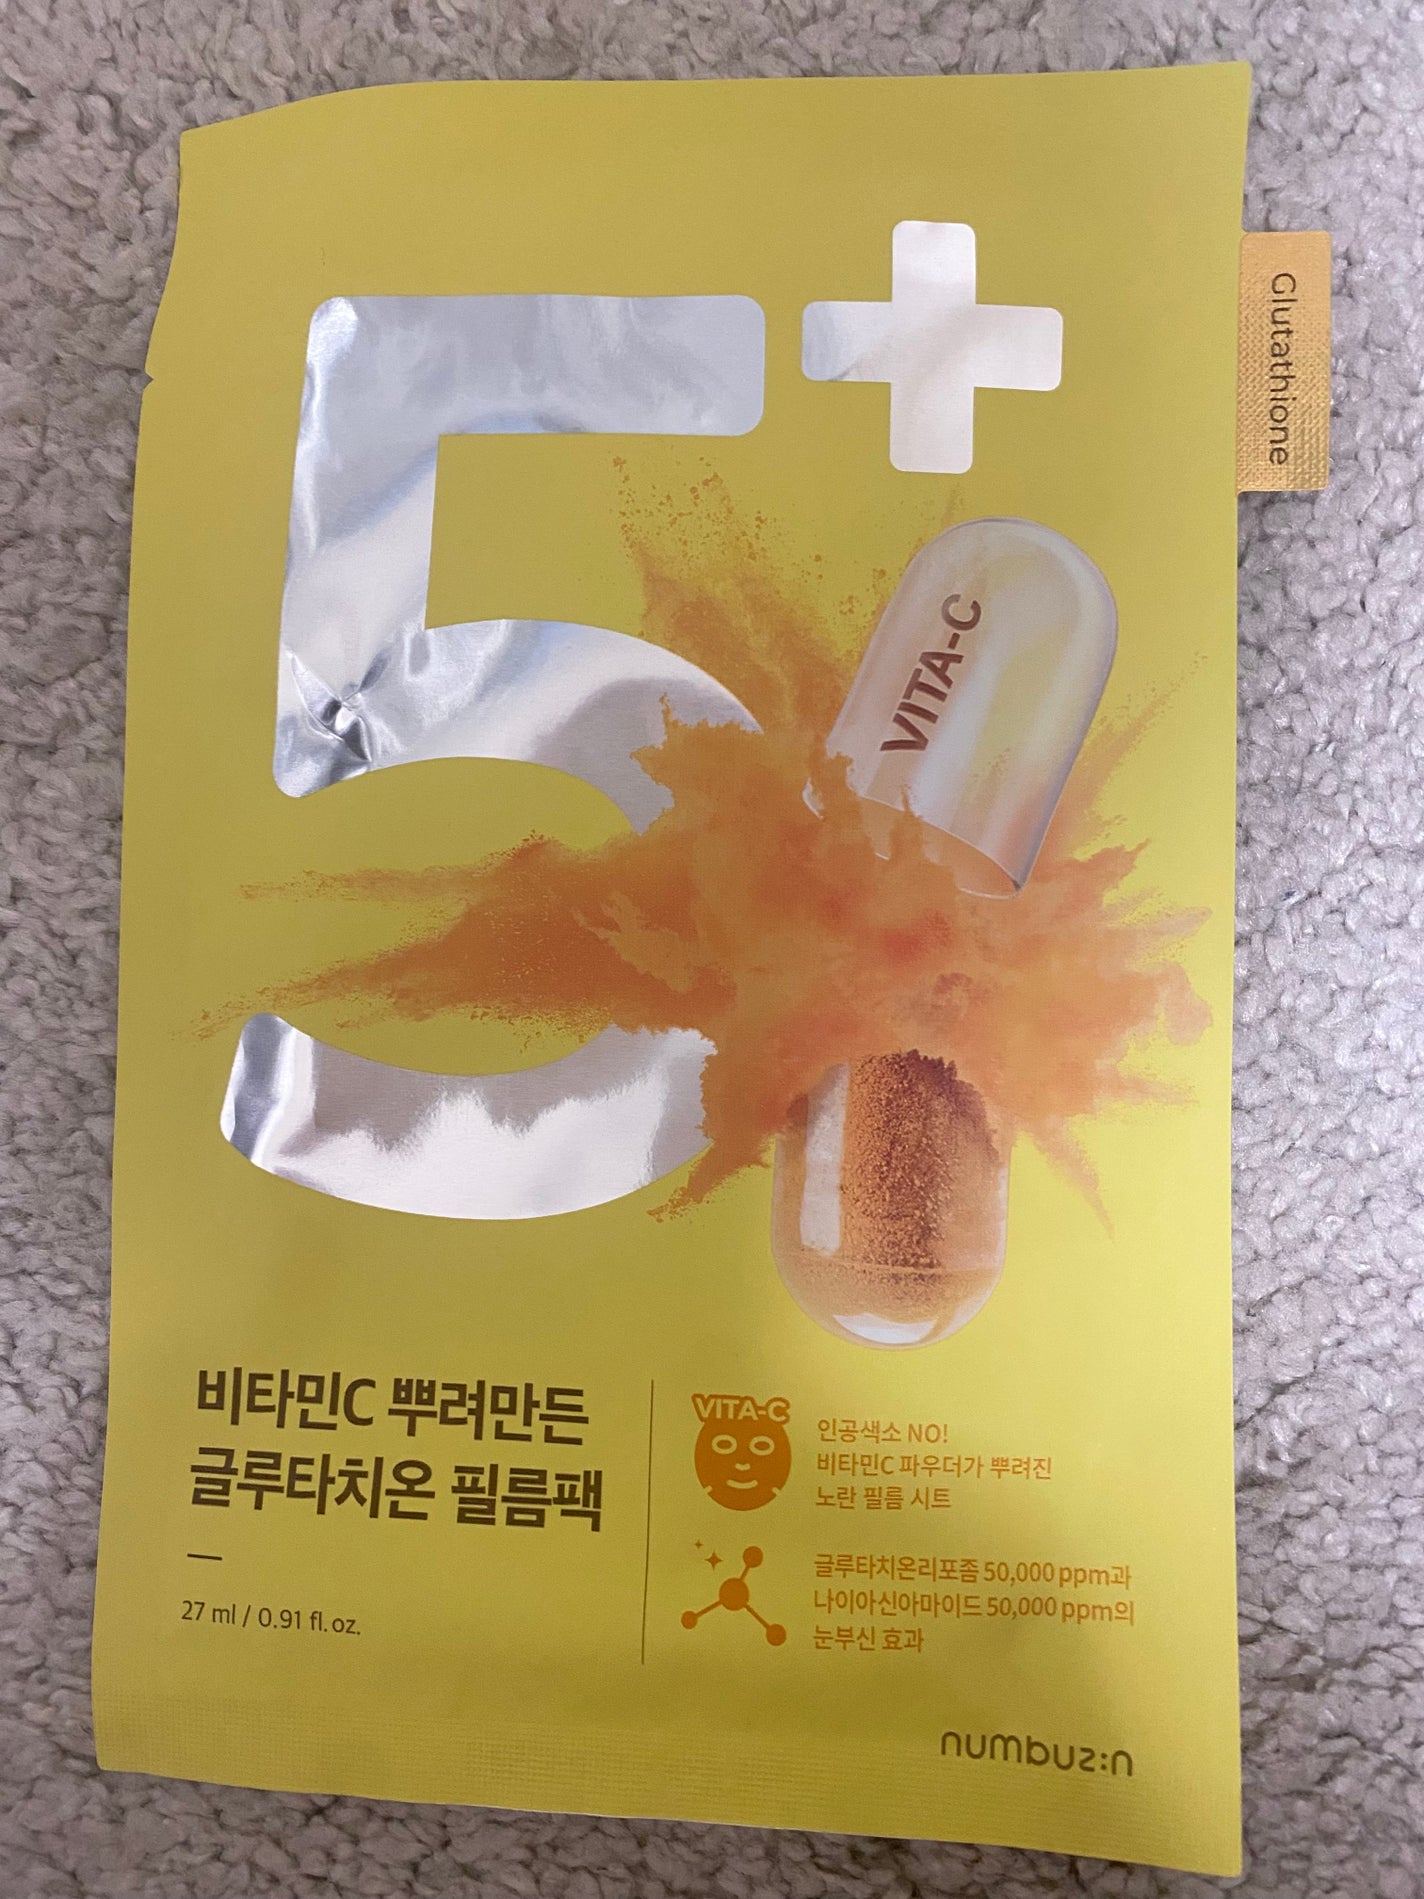 5+
Glutathione
VITA-C
비타민C 뿌려만든
글루타치온 필름팩
27 ml / 0.91 fl. oz.
VITA-C
인공색소 NO!
비타민C 파우더가 뿌려진
노란 필름 시트
글루타치온리포좀 50,000 ppm과
나이아신아마이드 50,000 ppm의
눈부신 효과
numbuz:n